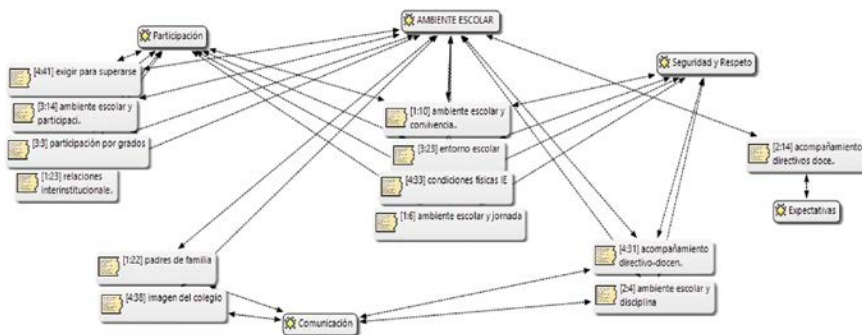 AMBIENTE ESCOLAR
Participación
Seguridad y Respeto
[4:41] exigir para superarse
[3:14] ambiente escolar y
participaci.
[3:3] participación por grados
[1:23] relaciones
interinstitucionale.
[1:10] ambiente escolar y
convivencia.
[3:23] entorno escolar
[4:33] condiciones físicas IE
[1:6] ambiente escolar y jornada
[2:14] acompañamiento
directivos doce.
Expectativas
[1:22] padres de familia
[4:38] imagen del colegio
Comunicación
[4:31] acompañamiento
directivo-docen.
[2:4] ambiente escolar y
disciplina